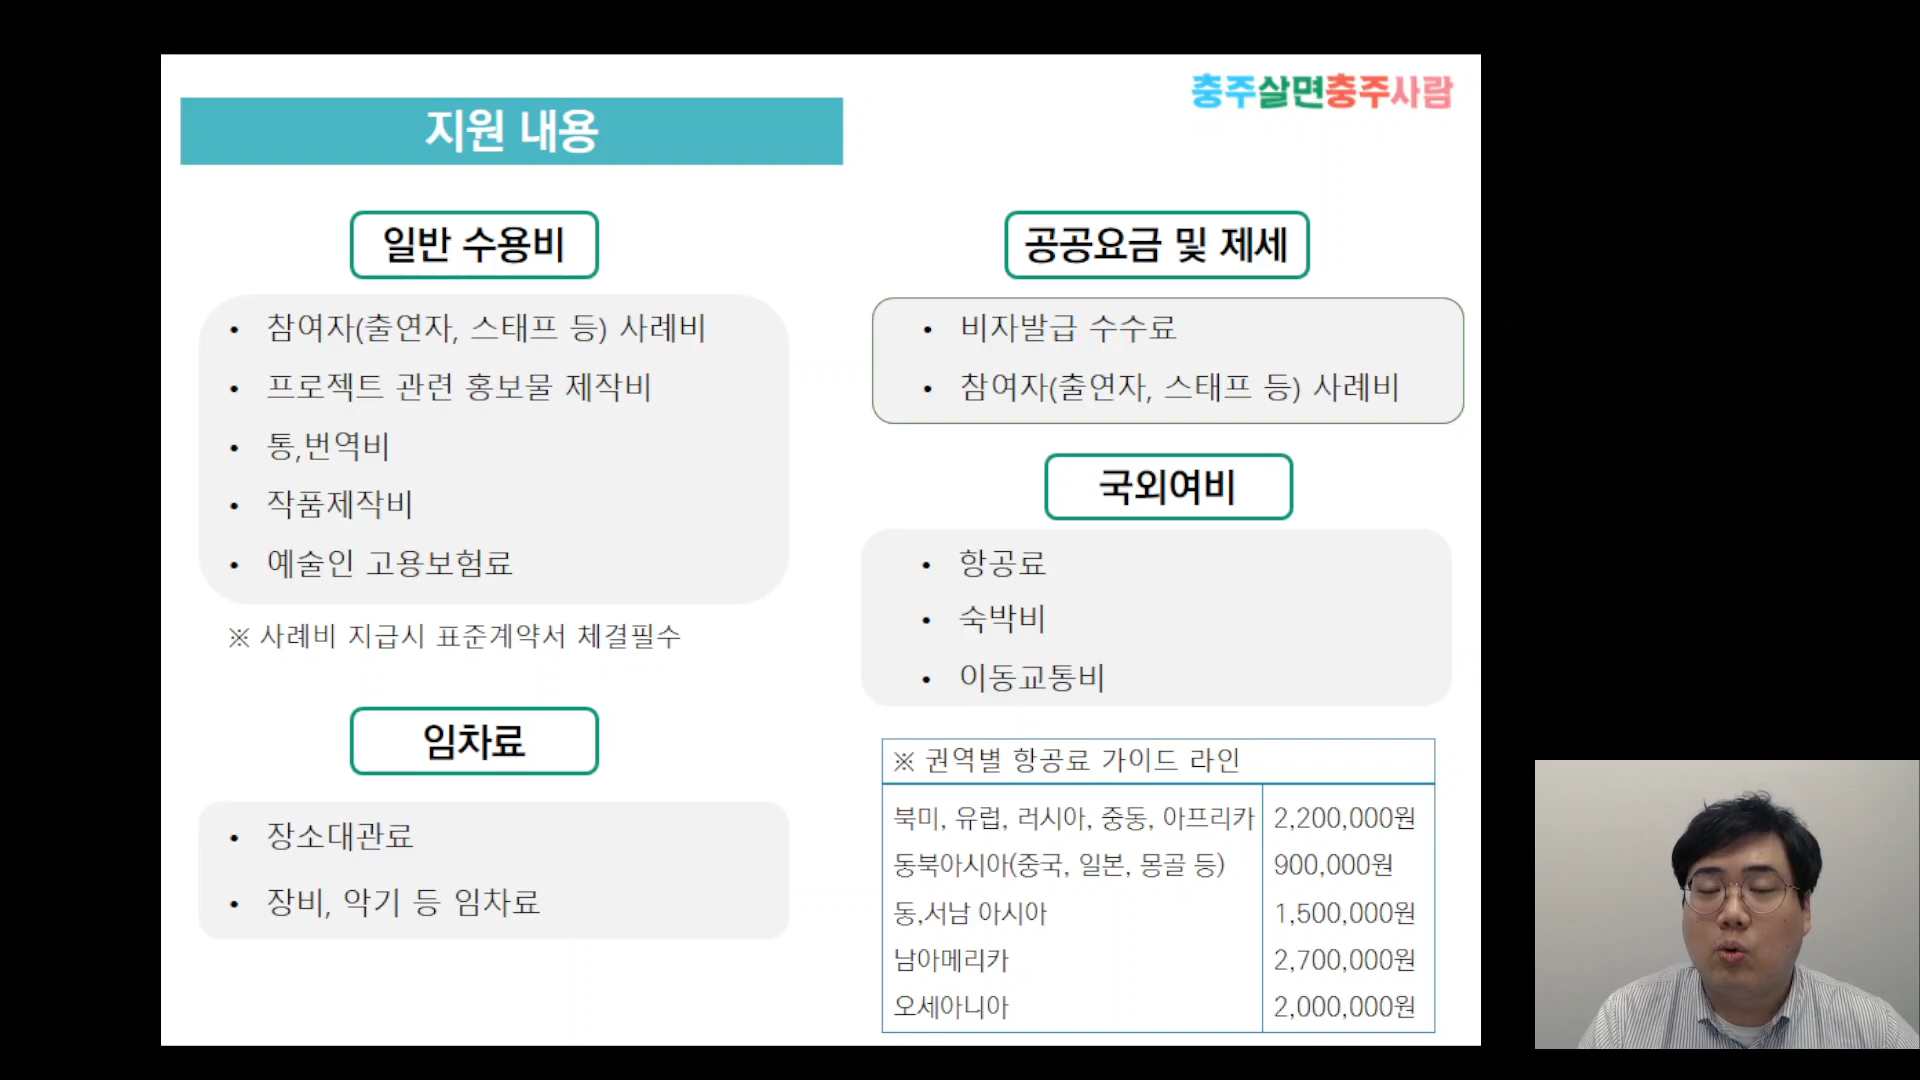 충주살면충주사람
지원 내용
일반 수용비
• 참여자(출연자, 스태프 등) 사례비
• 프로젝트 관련 홍보물 제작비
• 통,번역비
• 작품제작비
• 예술인 고용보험료
※ 사례비 지급시 표준계약서 체결필수
임차료
• 장소대관료
• 장비, 악기 등 임차료
공공요금 및 제세
• 비자발급 수수료
• 참여자(출연자, 스태프 등) 사례비
국외여비
• 항공료
• 숙박비
• 이동교통비
※ 권역별 항공료 가이드 라인
북미, 유럽, 러시아, 중동, 아프리카 2,200,000원
동북아시아(중국, 일본, 몽골 등) 900,000원
동,서남 아시아 1,500,000원
남아메리카 2,700,000원
오세아니아 2,000,000원